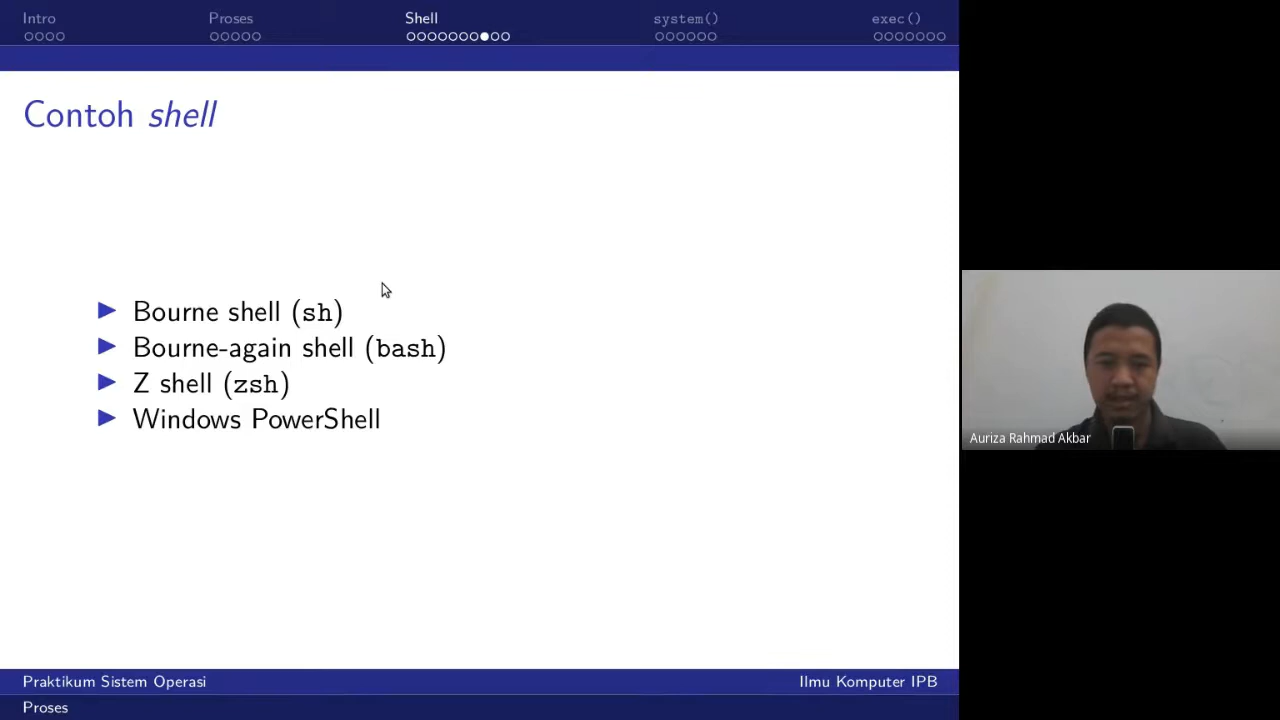 Intro
Proses
Shell
system()
exec()
Contoh shell
Bourne shell (sh)
Bourne-again shell (bash)
Z shell (zsh)
Windows PowerShell
Auriza Rahmad Akbar
Praktikum Sistem Operasi
Ilmu Komputer IPB
Proses